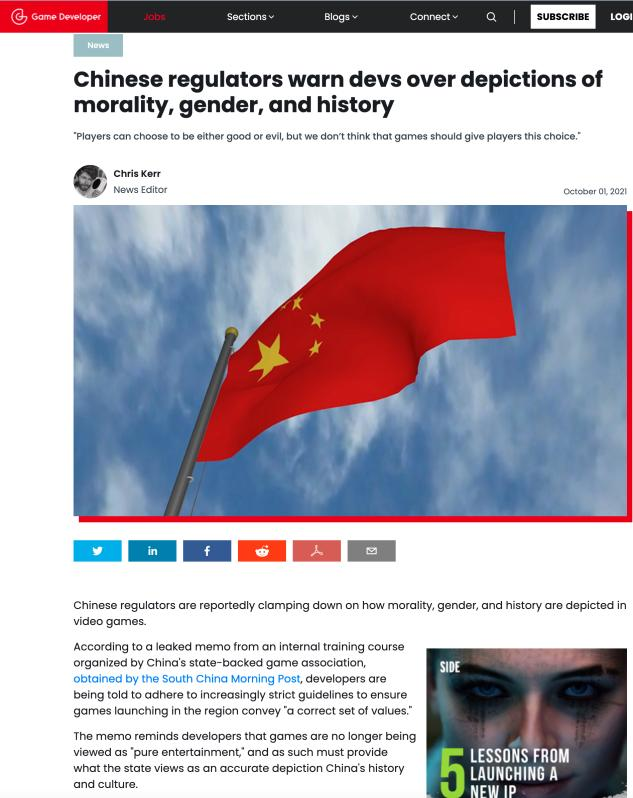 Game Developer
Jobs
Sections
Blogs
Connect
SUBSCRIBE
LOGI
News
Chinese regulators warn devs over depictions of
morality, gender, and history
"Players can choose to be either good or evil, but we don't think that games should give players this choice."
Chris Kerr
News Editor
October 01, 2021
in
f
Chinese regulators are reportedly clamping down on how morality, gender, and history are depicted in
video games.
According to a leaked memo from an internal training course
organized by China's state-backed game association,
obtained by the South China Morning Post, developers are
being told to adhere to increasingly strict guidelines to ensure
games launching in the region convey "a correct set of values."
The memo reminds developers that games are no longer being
viewed as "pure entertainment," and as such must provide
what the state views as an accurate depiction China's history
and culture.
SIDE
5 LESSONS FROM
LAUNCHING A
NEW IP